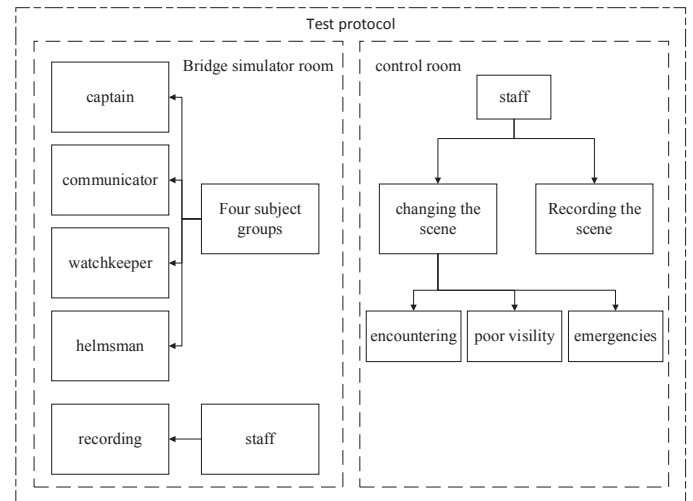 Test protocol
Bridge simulator room
captain
communicator
Four subject
groups
watchkeeper
helmsman
recording
staff
control room
staff
changing the
scene
Recording the
scene
encountering
poor visility
emergencies